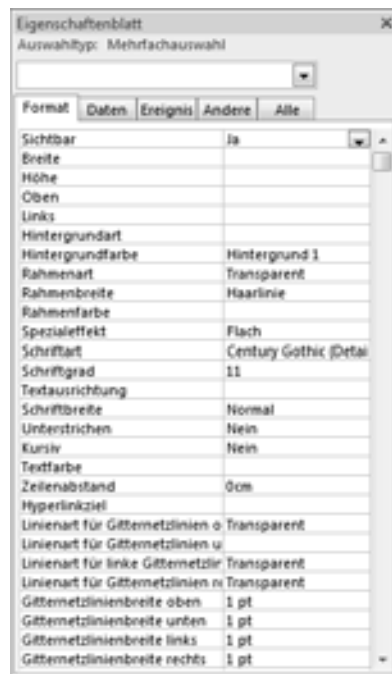 Eigenschaftenblatt
Auswahltyp: Mehrfachauswahl
Format Daten Ereignis Andere Alle
Sichtbar Ja
Breite
Höhe
Oben
Links
Hintergrundart
Hintergrundfarbe Hintergrund 1
Rahmenart Transparent
Rahmenbreite Haarlinie
Rahmenfarbe
Spezialeffekt Flach
Schriftart Century Gothic (Detai
Schriftgrad 11
Textausrichtung
Schriftbreite Normal
Unterstrichen Nein
Kursiv Nein
Textfarbe
Zeilenabstand 0cm
Hyperlinkziel
Linienart für Gitternetzlinien o Transparent
Linienart für Gitternetzlinien u
Linienart für linke Gitternetzlir Transparent
Linienart für Gitternetzlinien re Transparent
Gitternetzlinienbreite oben 1 pt
Gitternetzlinienbreite unten 1 pt
Gitternetzlinienbreite links 1 pt
Gitternetzlinienbreite rechts 1 pt